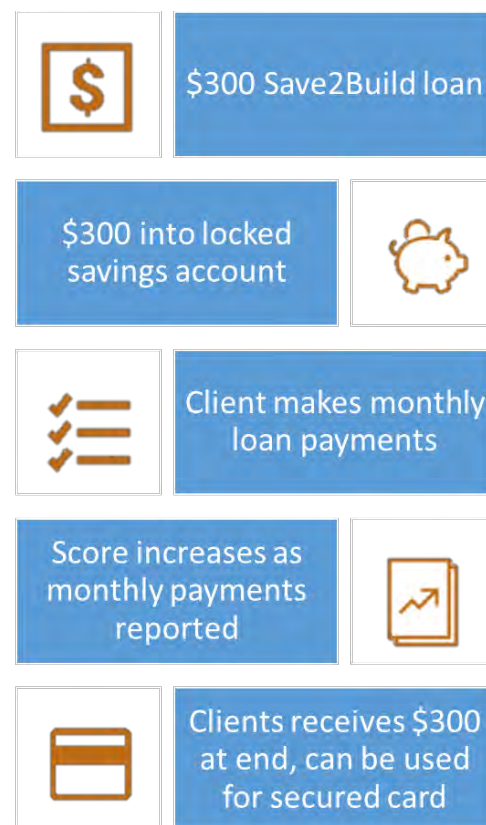 $300 Save2Build loan
$300 into locked
savings account
Client makes monthly
loan payments
Score increases as
monthly payments
reported
Clients receives $300
at end, can be used
for secured card